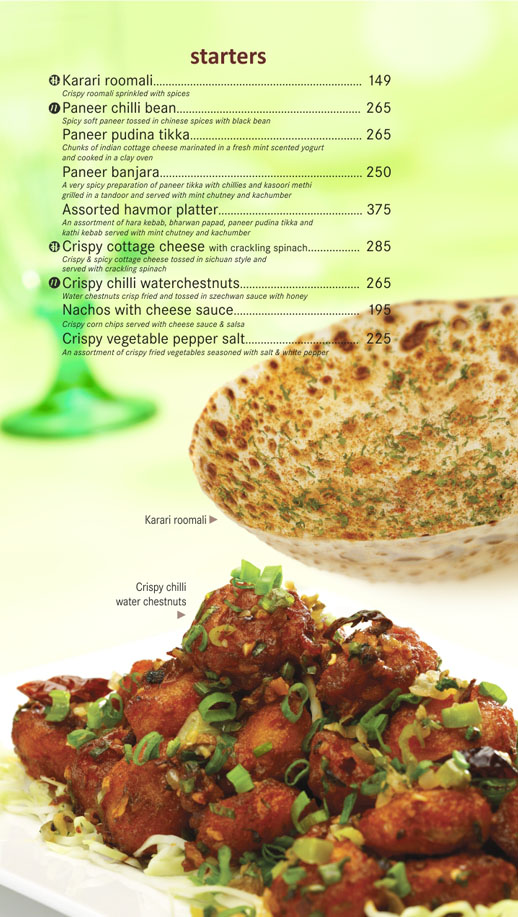 starters
Karari roomali.......................................................... 149
Crispy roomali sprinkled with spices
Paneer chilli bean................................................... 265
Spicy soft paneer tossed in chinese spices with black bean
Paneer pudina tikka................................................ 265
Chunks of indian cottage cheese marinated in a fresh mint scented yogurt
and cooked in a clay oven
Paneer banjara........................................................ 250
A very spicy preparation of paneer tikka with chillies and kasoori methi
grilled in a tandoor and served with mint chutney and kachumber
Assorted havmor platter........................................ 375
An assortment of hara kebab, bharwan papad, paneer pudina tikka and
kathi kebab served with mint chutney and kachumber
Crispy cottage cheese with crackling spinach............... 285
Crispy & spicy cottage cheese tossed in sichuan style and
served with crackling spinach
Crispy chilli waterchestnuts................................. 265
Water chestnuts crisp fried and tossed in szechwan sauce with honey
Nachos with cheese sauce................................... 195
Crispy corn chips served with cheese sauce & salsa
Crispy vegetable pepper salt................................ 225
An assortment of crispy fried vegetables seasoned with salt & white pepper
Karari roomali
Crispy chilli
water chestnuts